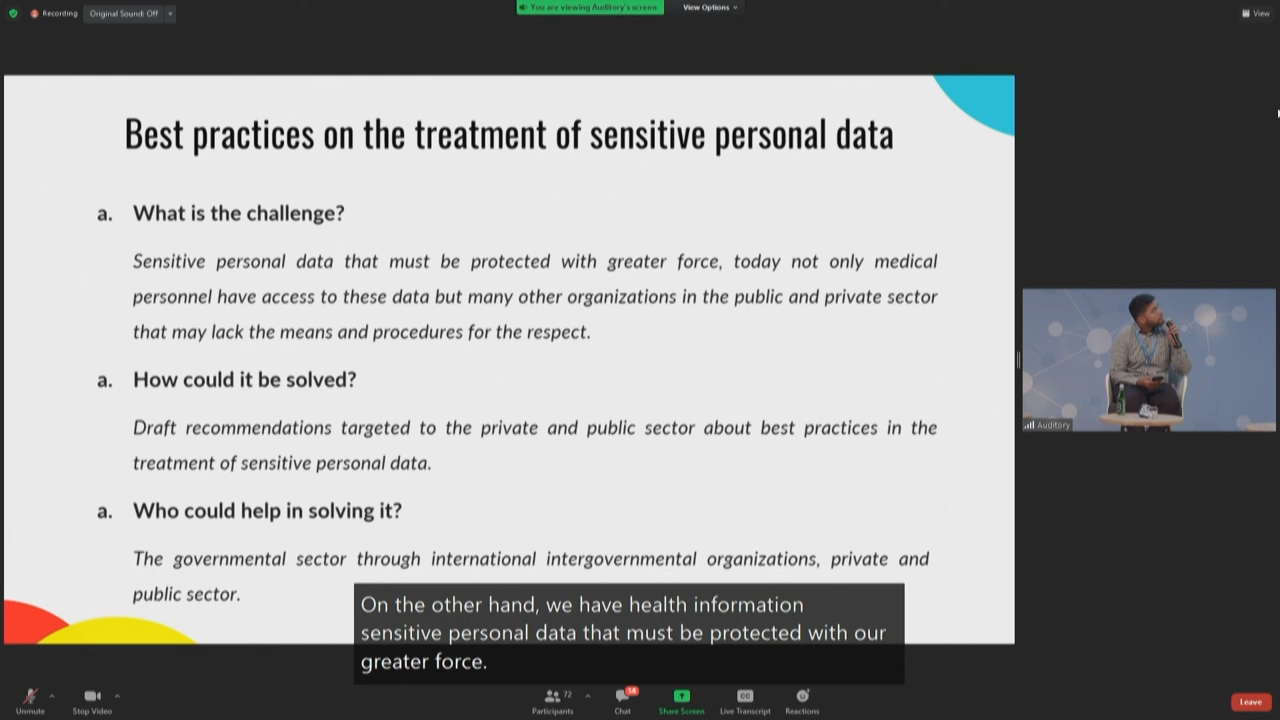 Recording
Original Sound: Off
You are viewing Auditory's screen
View Options
View
Best practices on the treatment of sensitive personal data
a. What is the challenge?
Sensitive personal data that must be protected with greater force, today not only medical
personnel have access to these data but many other organizations in the public and private sector
that may lack the means and procedures for the respect.
a. How could it be solved?
Draft recommendations targeted to the private and public sector about best practices in the
treatment of sensitive personal data.
a. Who could help in solving it?
The governmental sector through international intergovernmental organizations, private and
public sector.
Auditory
On the other hand, we have health information
sensitive personal data that must be protected with our
greater force.
Unmute
Stop Video
72
Participants
58
Chat
Share Screen
CC
Live Transcript
Reactions
Leave